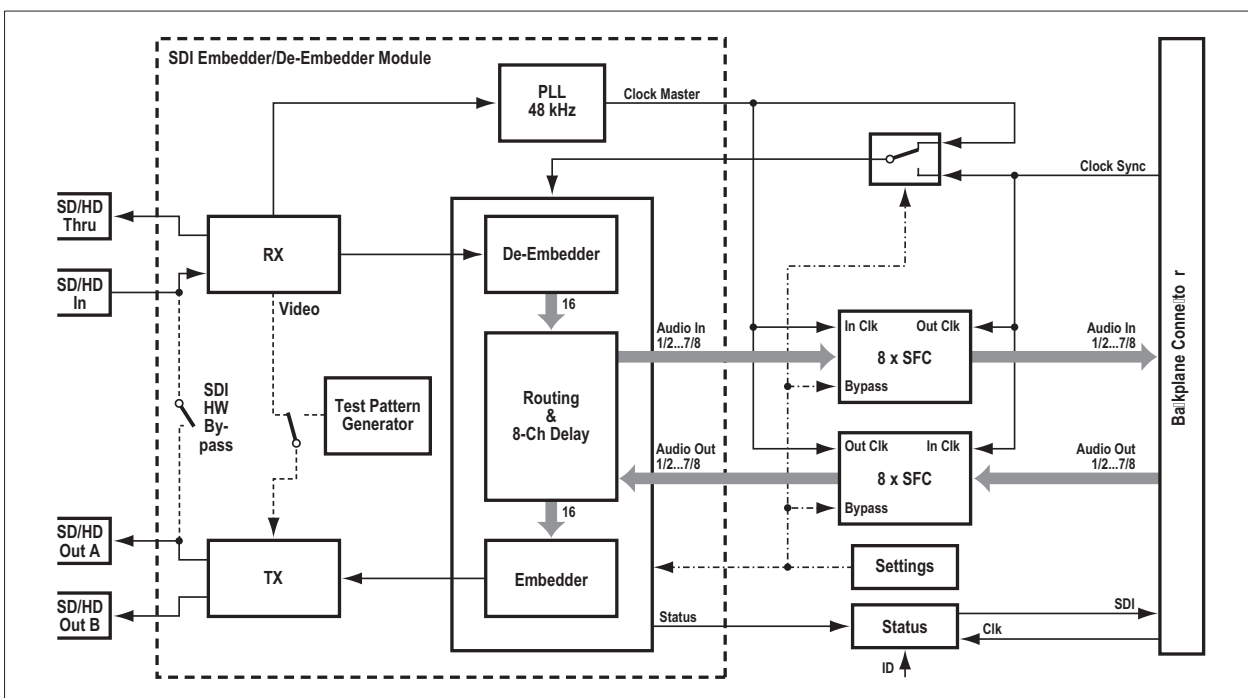 SDI Embedder/De-Embedder Module
PLL
48 kHz
Clock Master
Clock Sync
SD/HD
Thru
SD/HD
In
RX
Video
De-Embedder
16
Routing
&
8-Ch Delay
16
Embedder
SDI
HW
By-
pass
Test Pattern
Generator
SD/HD
Out A
SD/HD
Out B
TX
Audio In
1/2...7/8
In Clk
Out Clk
8 x SFC
Bypass
Audio In
1/2...7/8
Audio Out
1/2...7/8
Out Clk
In Clk
8 x SFC
Bypass
Audio Out
1/2...7/8
Settings
Status
Status
SDI
Clk
ID